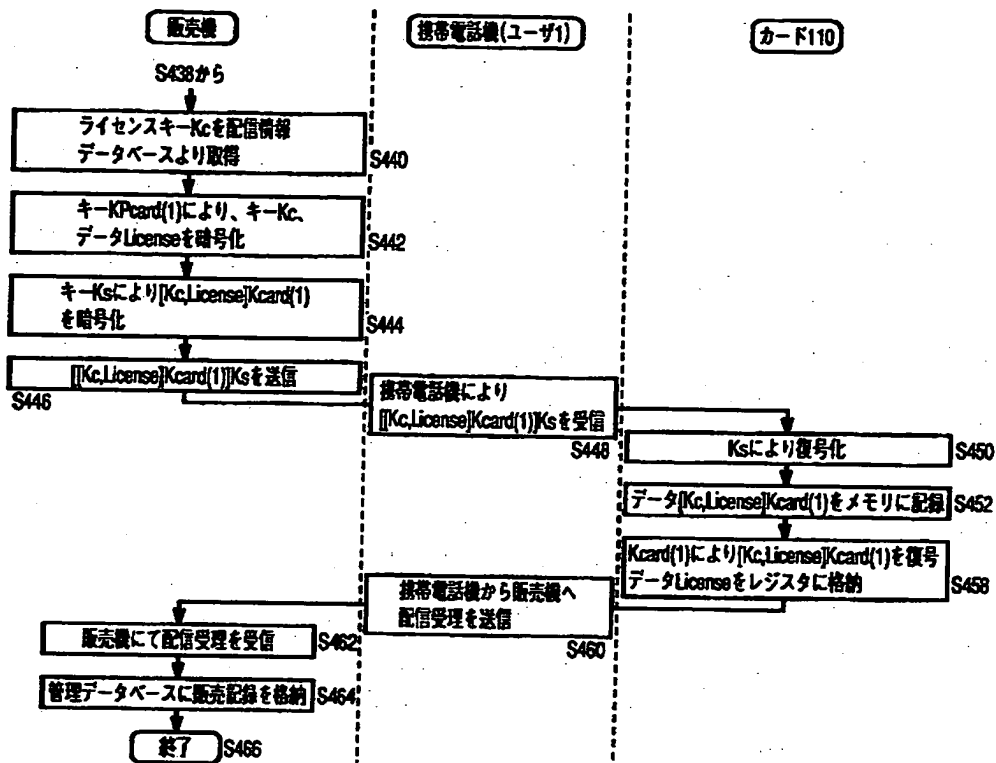 販売機
携帯電話機(ユーザ1)
カード110
S438から
ライセンスキーKcを配信情報
データベースより取得
S440
キーKPcard(1)により、キーKc、
データLicenseを暗号化
S442
キーKsにより[Kc,License]Kcard(1)
を暗号化
S444
[[Kc,License]Kcard(1)]Ksを送信
S446
携帯電話機により
[[Kc,License]Kcard(1)]Ksを受信
S448
Ksにより復号化
S450
データ[Kc,License]Kcard(1)をメモリに記録
S452
Kcard(1)により[Kc,License]Kcard(1)を復号
データLicenseをレジスタに格納
S458
携帯電話機から販売機へ
配信受理を送信
S460
販売機にて配信受理を受信
S462
管理データベースに販売記録を格納
S464
終了
S466